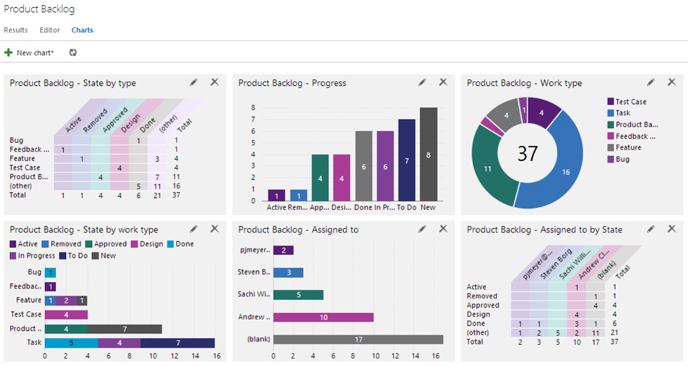 Product Backlog
Results Editor Charts
New chart*
Product Backlog - State by type
Active Removed Approved Design Done (other) Total
Bug 1 1
Feedback ... 1 1
Feature 1 3 4
Test Case 4 4
Product B... 4 7 11
(other) 5 11 16
Total 1 1 4 4 6 21 37
Product Backlog - Progress
8
7
6
5
4
3
2
1
0
1 1 4 4 6 6 7 8
Active Rem... App... Desi... Done In Pr... To Do New
Product Backlog - Work type
37
4
16
11
4
1
Test Case
Task
Product Ba...
Feedback ...
Feature
Bug
Product Backlog - State by work type
Active Removed Approved Design Done
In Progress To Do New
Bug 1
Feedbac... 1
Feature 1 2 1
Test Case 4
Product ... 4 7
Task 5 4 7
0 2 4 6 8 10 12 14 16
Product Backlog - Assigned to
pjmeyer... 2
Steven B... 3
Sachi Wi... 5
Andrew ... 10
(blank) 17
0 2 4 6 8 10 12 14 16
Product Backlog - Assigned to by State
pjmeyer@... Steven Borg Sachi Willi... Andrew Cl... (blank) Total
Active 1 1
Removed 1 1
Approved 4 4
Design 4 4
Done 1 1 3 1 6
(other) 1 2 5 2 11 21
Total 2 3 5 10 17 37